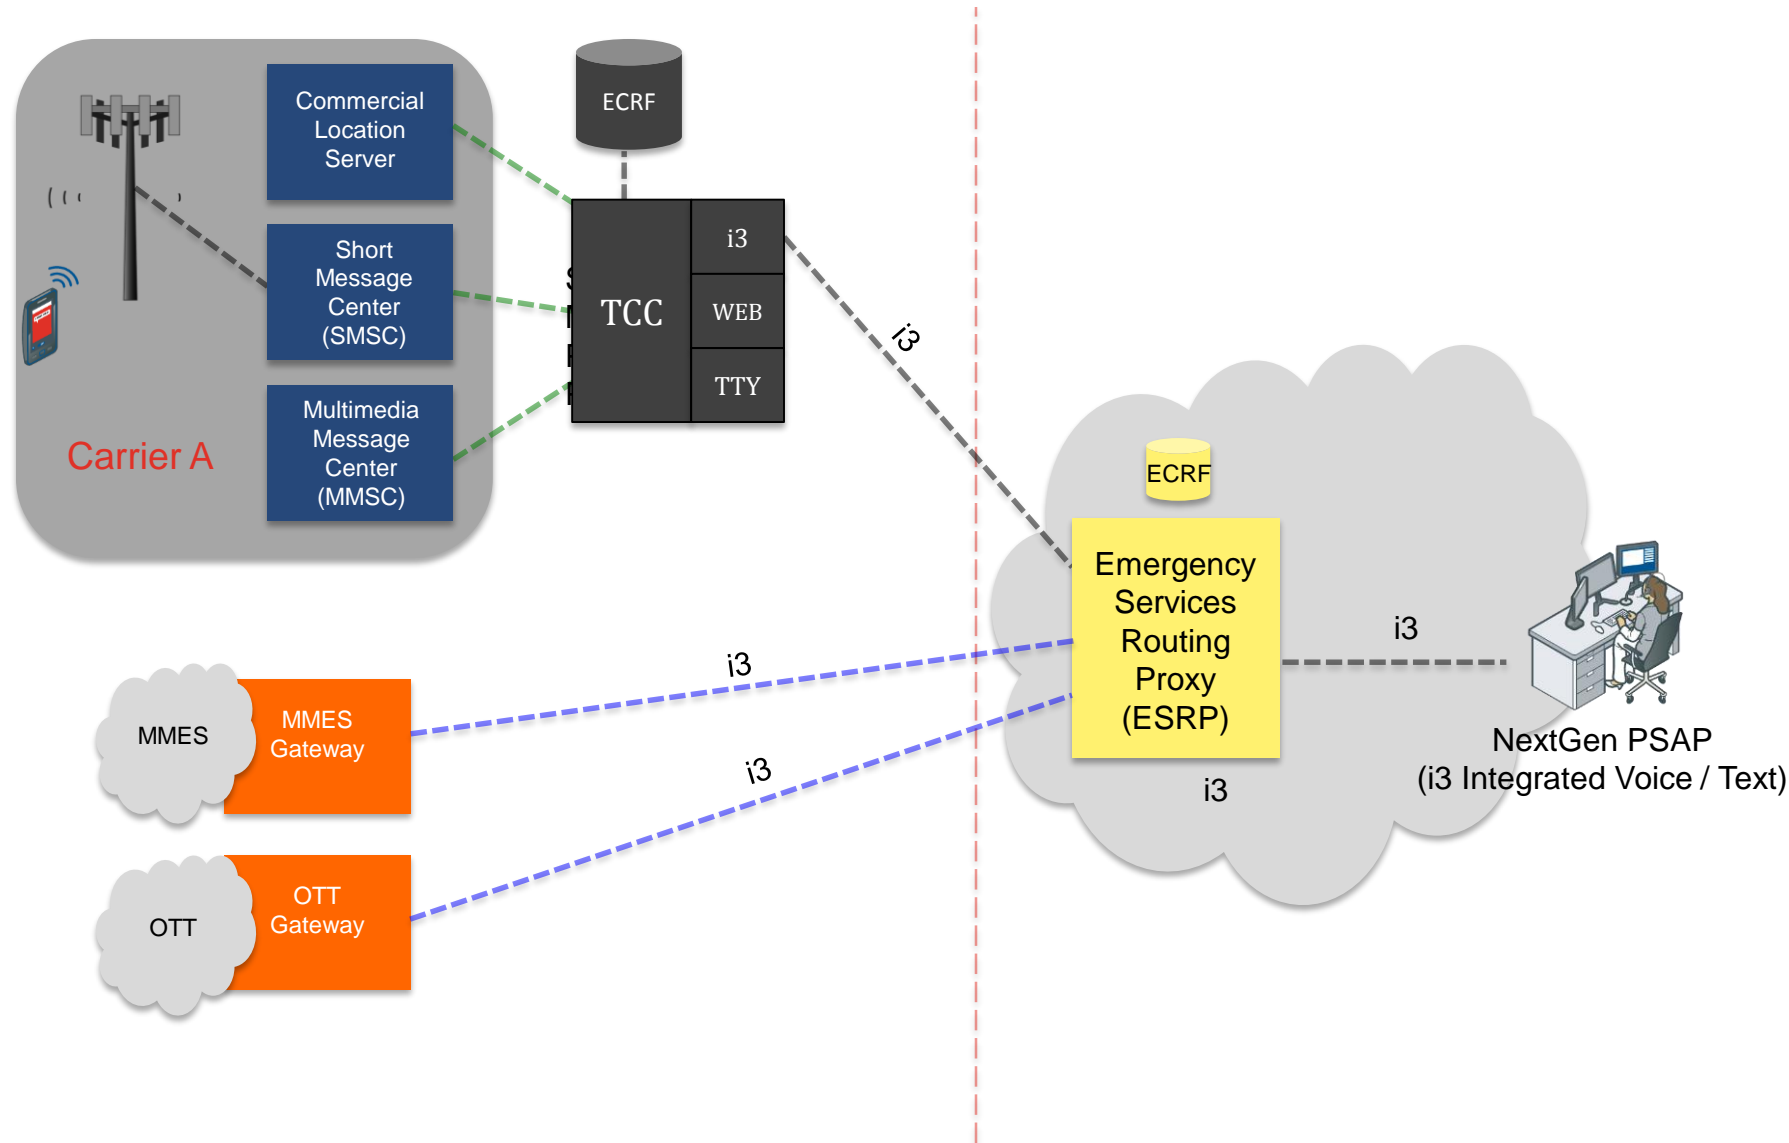 Commercial
Location
Server
ECRF
Short
Message
Center
(SMSC)
TCC
i3
WEB
TTY
Multimedia
Message
Center
(MMSC)
Carrier A
i3
ECRF
Emergency
Services
Routing
Proxy
(ESRP)
i3
i3
NextGen PSAP
(i3 Integrated Voice / Text)
i3
MMES
MMES
Gateway
i3
i3
OTT
OTT
Gateway